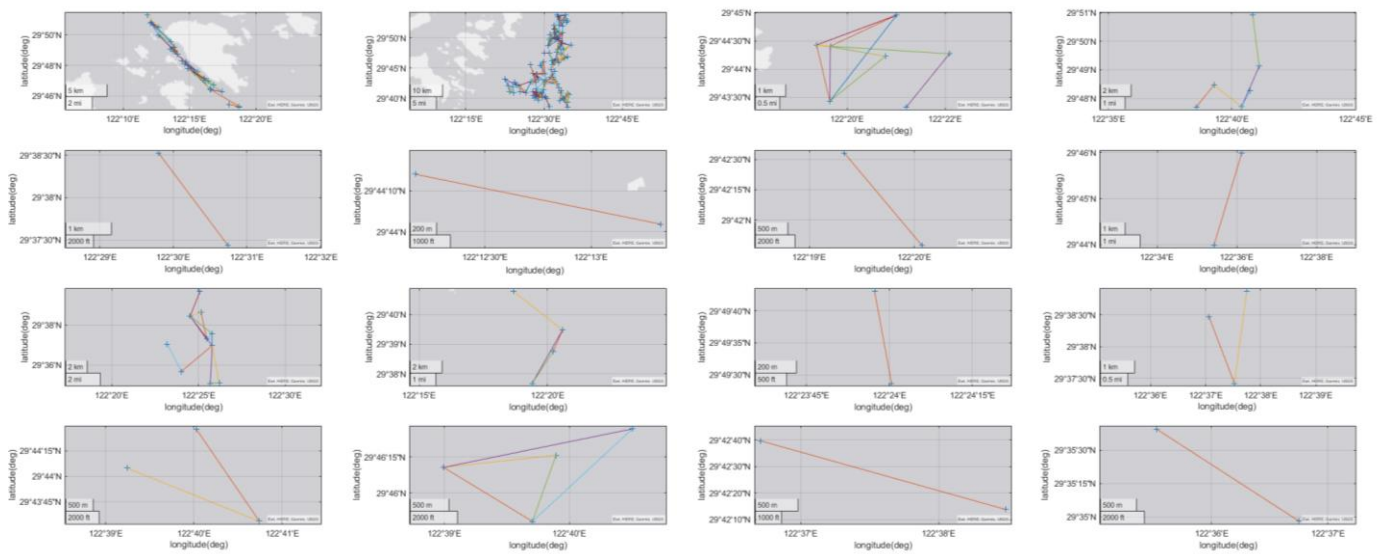 latitude(deg)
29°50'N
29°48'N
29°46'N
5 km
2 mi
122°10'E 122°15'E 122°20'E
longitude(deg)
latitude(deg)
29°50'N
29°45'N
29°40'N
10 km
5 mi
122°30'E 122°45'E
longitude(deg)
latitude(deg)
29°45'N
29°44'30"N
29°44'N
29°43'30"N
1 km
0.5 mi
122°20'E 122°22'E
longitude(deg)
latitude(deg)
29°51'N
29°50'N
29°49'N
29°48'N
2 km
1 mi
122°35'E 122°40'E 122°45'E
longitude(deg)
latitude(deg)
29°38'30"N
29°38'N
29°37'30"N
1 km
2000 ft
122°29'E 122°30'E 122°31'E 122°32'E
longitude(deg)
latitude(deg)
29°44'10"N
29°44'N
200 m
1000 ft
122°12'30"E 122°13'E
longitude(deg)
latitude(deg)
29°42'30"N
29°42'15"N
29°42'N
500 m
2000 ft
122°19'E 122°20'E
longitude(deg)
latitude(deg)
29°46'N
29°45'N
29°44'N
1 km
1 mi
122°34'E 122°36'E 122°38'E
longitude(deg)
latitude(deg)
29°38'N
29°36'N
2 km
2 mi
122°20'E 122°25'E 122°30'E
longitude(deg)
latitude(deg)
29°40'N
29°39'N
29°38'N
2 km
1 mi
122°15'E 122°20'E
longitude(deg)
latitude(deg)
29°49'40"N
29°49'35"N
29°49'30"N
200 m
500 ft
122°23'45"E 122°24'E 122°24'15"E
longitude(deg)
latitude(deg)
29°38'30"N
29°38'N
29°37'30"N
1 km
0.5 mi
122°36'E 122°37'E 122°38'E 122°39'E
longitude(deg)
latitude(deg)
29°44'15"N
29°44'N
29°43'45"N
500 m
2000 ft
122°39'E 122°40'E 122°41'E
longitude(deg)
latitude(deg)
29°46'15"N
29°46'N
500 m
2000 ft
122°39'E 122°40'E
longitude(deg)
latitude(deg)
29°42'40"N
29°42'30"N
29°42'20"N
29°42'10"N
500 m
1000 ft
122°37'E 122°38'E
longitude(deg)
latitude(deg)
29°35'30"N
29°35'15"N
29°35'N
500 m
2000 ft
122°36'E 122°37'E
longitude(deg)